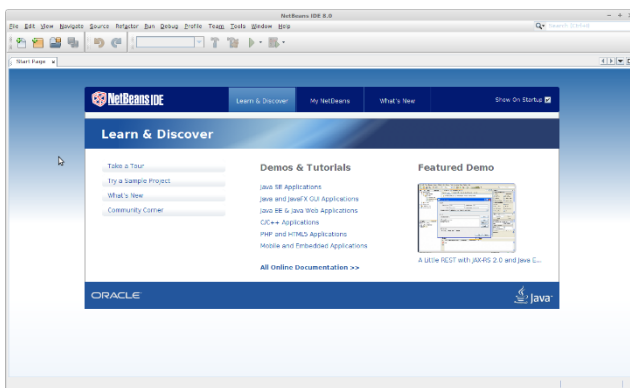 NetBeans IDE 8.0
File Edit View Navigate Source Refactor Run Debug Profile Team Tools Window Help
Search (Ctrl+I)
Start Page
NetBeans IDE
Learn & Discover
My NetBeans
What's New
Show On Startup
Learn & Discover
Take a Tour
Try a Sample Project
What's New
Community Corner
Demos & Tutorials
Java SE Applications
Java and JavaFX GUI Applications
Java EE & Java Web Applications
C/C++ Applications
PHP and HTML5 Applications
Mobile and Embedded Applications
All Online Documentation >>
Featured Demo
A Little REST with JAX-RS 2.0 and Java E...
ORACLE
Java